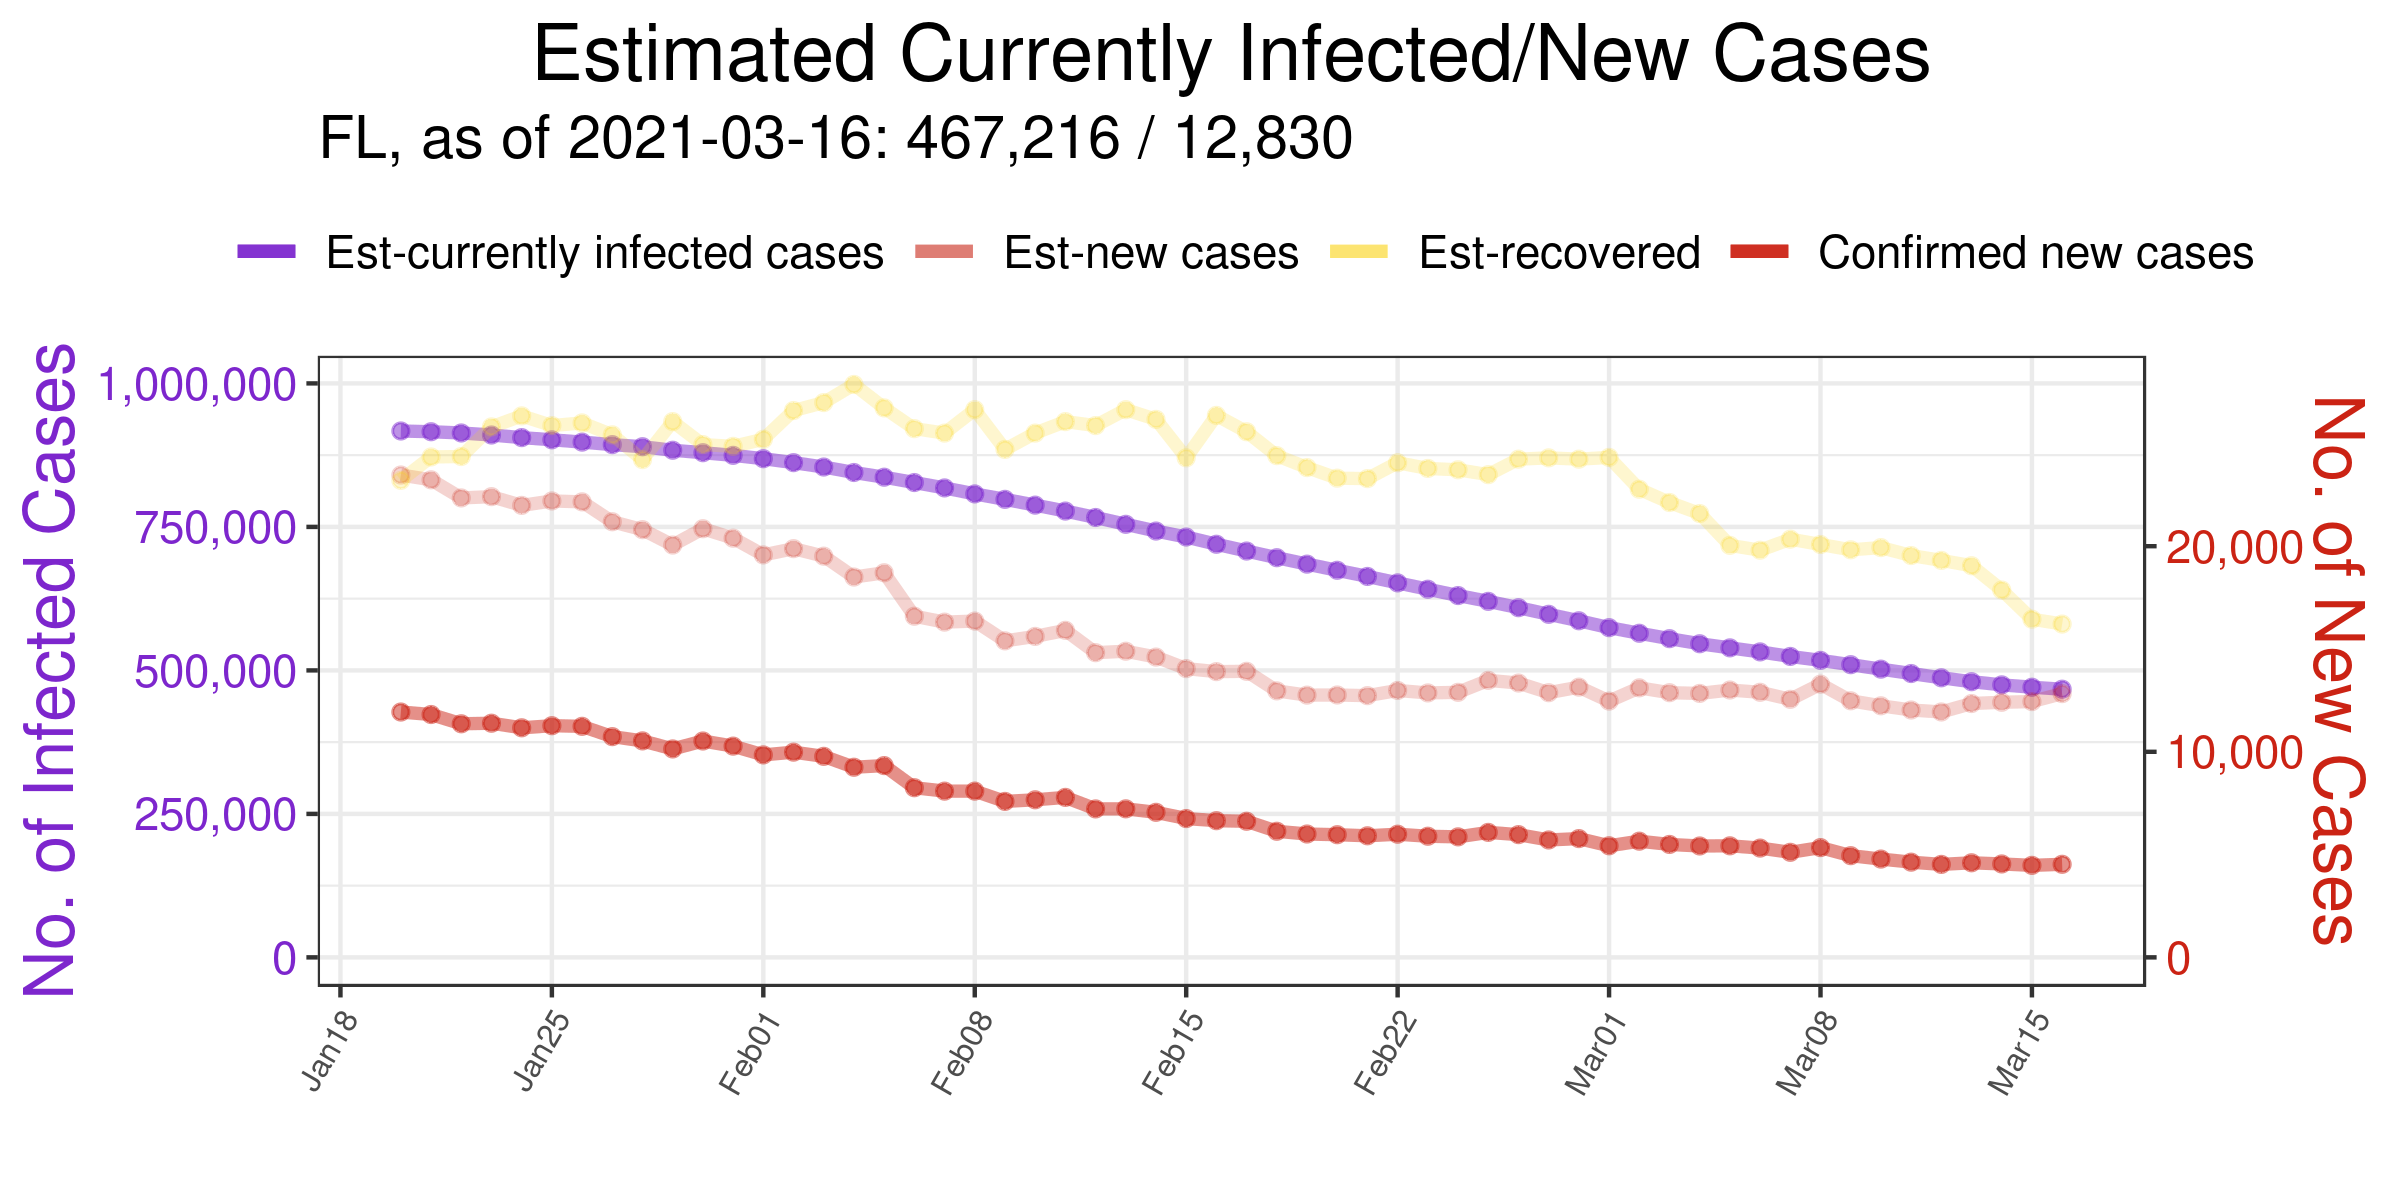 Estimated Currently Infected/New Cases
FL, as of 2021-03-16: 467,216 / 12,830
Est-currently infected cases Est-new cases Est-recovered Confirmed new cases
No. of Infected Cases
1,000,000
750,000
500,000
250,000
0
20,000
10,000
0
No. of New Cases
Jan18 Jan25 Feb01 Feb08 Feb15 Feb22 Mar01 Mar08 Mar15